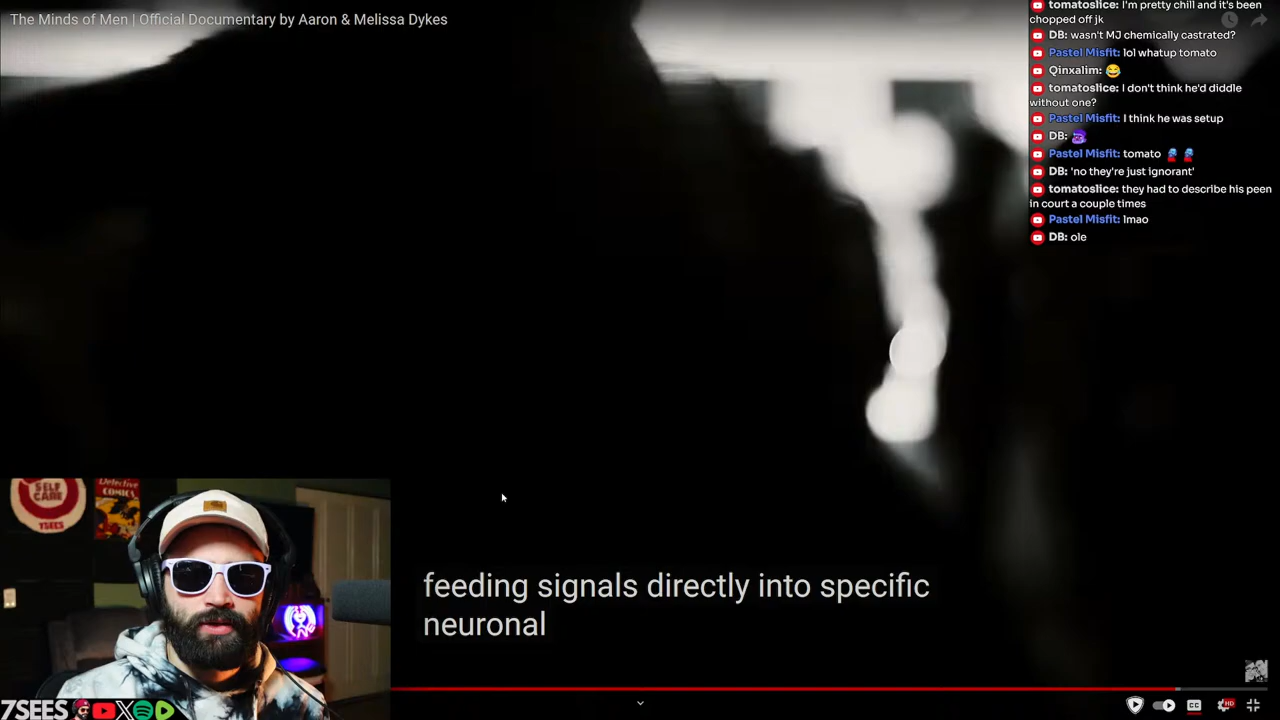 The Minds of Men | Official Documentary by Aaron & Melissa Dykes
tomatoslice: I'm pretty chill and it's been
chopped off jk
DB: wasn't MJ chemically castrated?
Pastel Misfit: lol whatup tomato
Qinxalim: 😂
tomatoslice: I don't think he'd diddle
without one?
Pastel Misfit: I think he was setup
DB:
Pastel Misfit: tomato
DB: 'no they're just ignorant'
tomatoslice: they had to describe his peen
in court a couple times
Pastel Misfit: lmao
DB: ole
SELF
CARE
7SEES
Detective
COMICS
feeding signals directly into specific
neuronal
7SEES
CC
HD